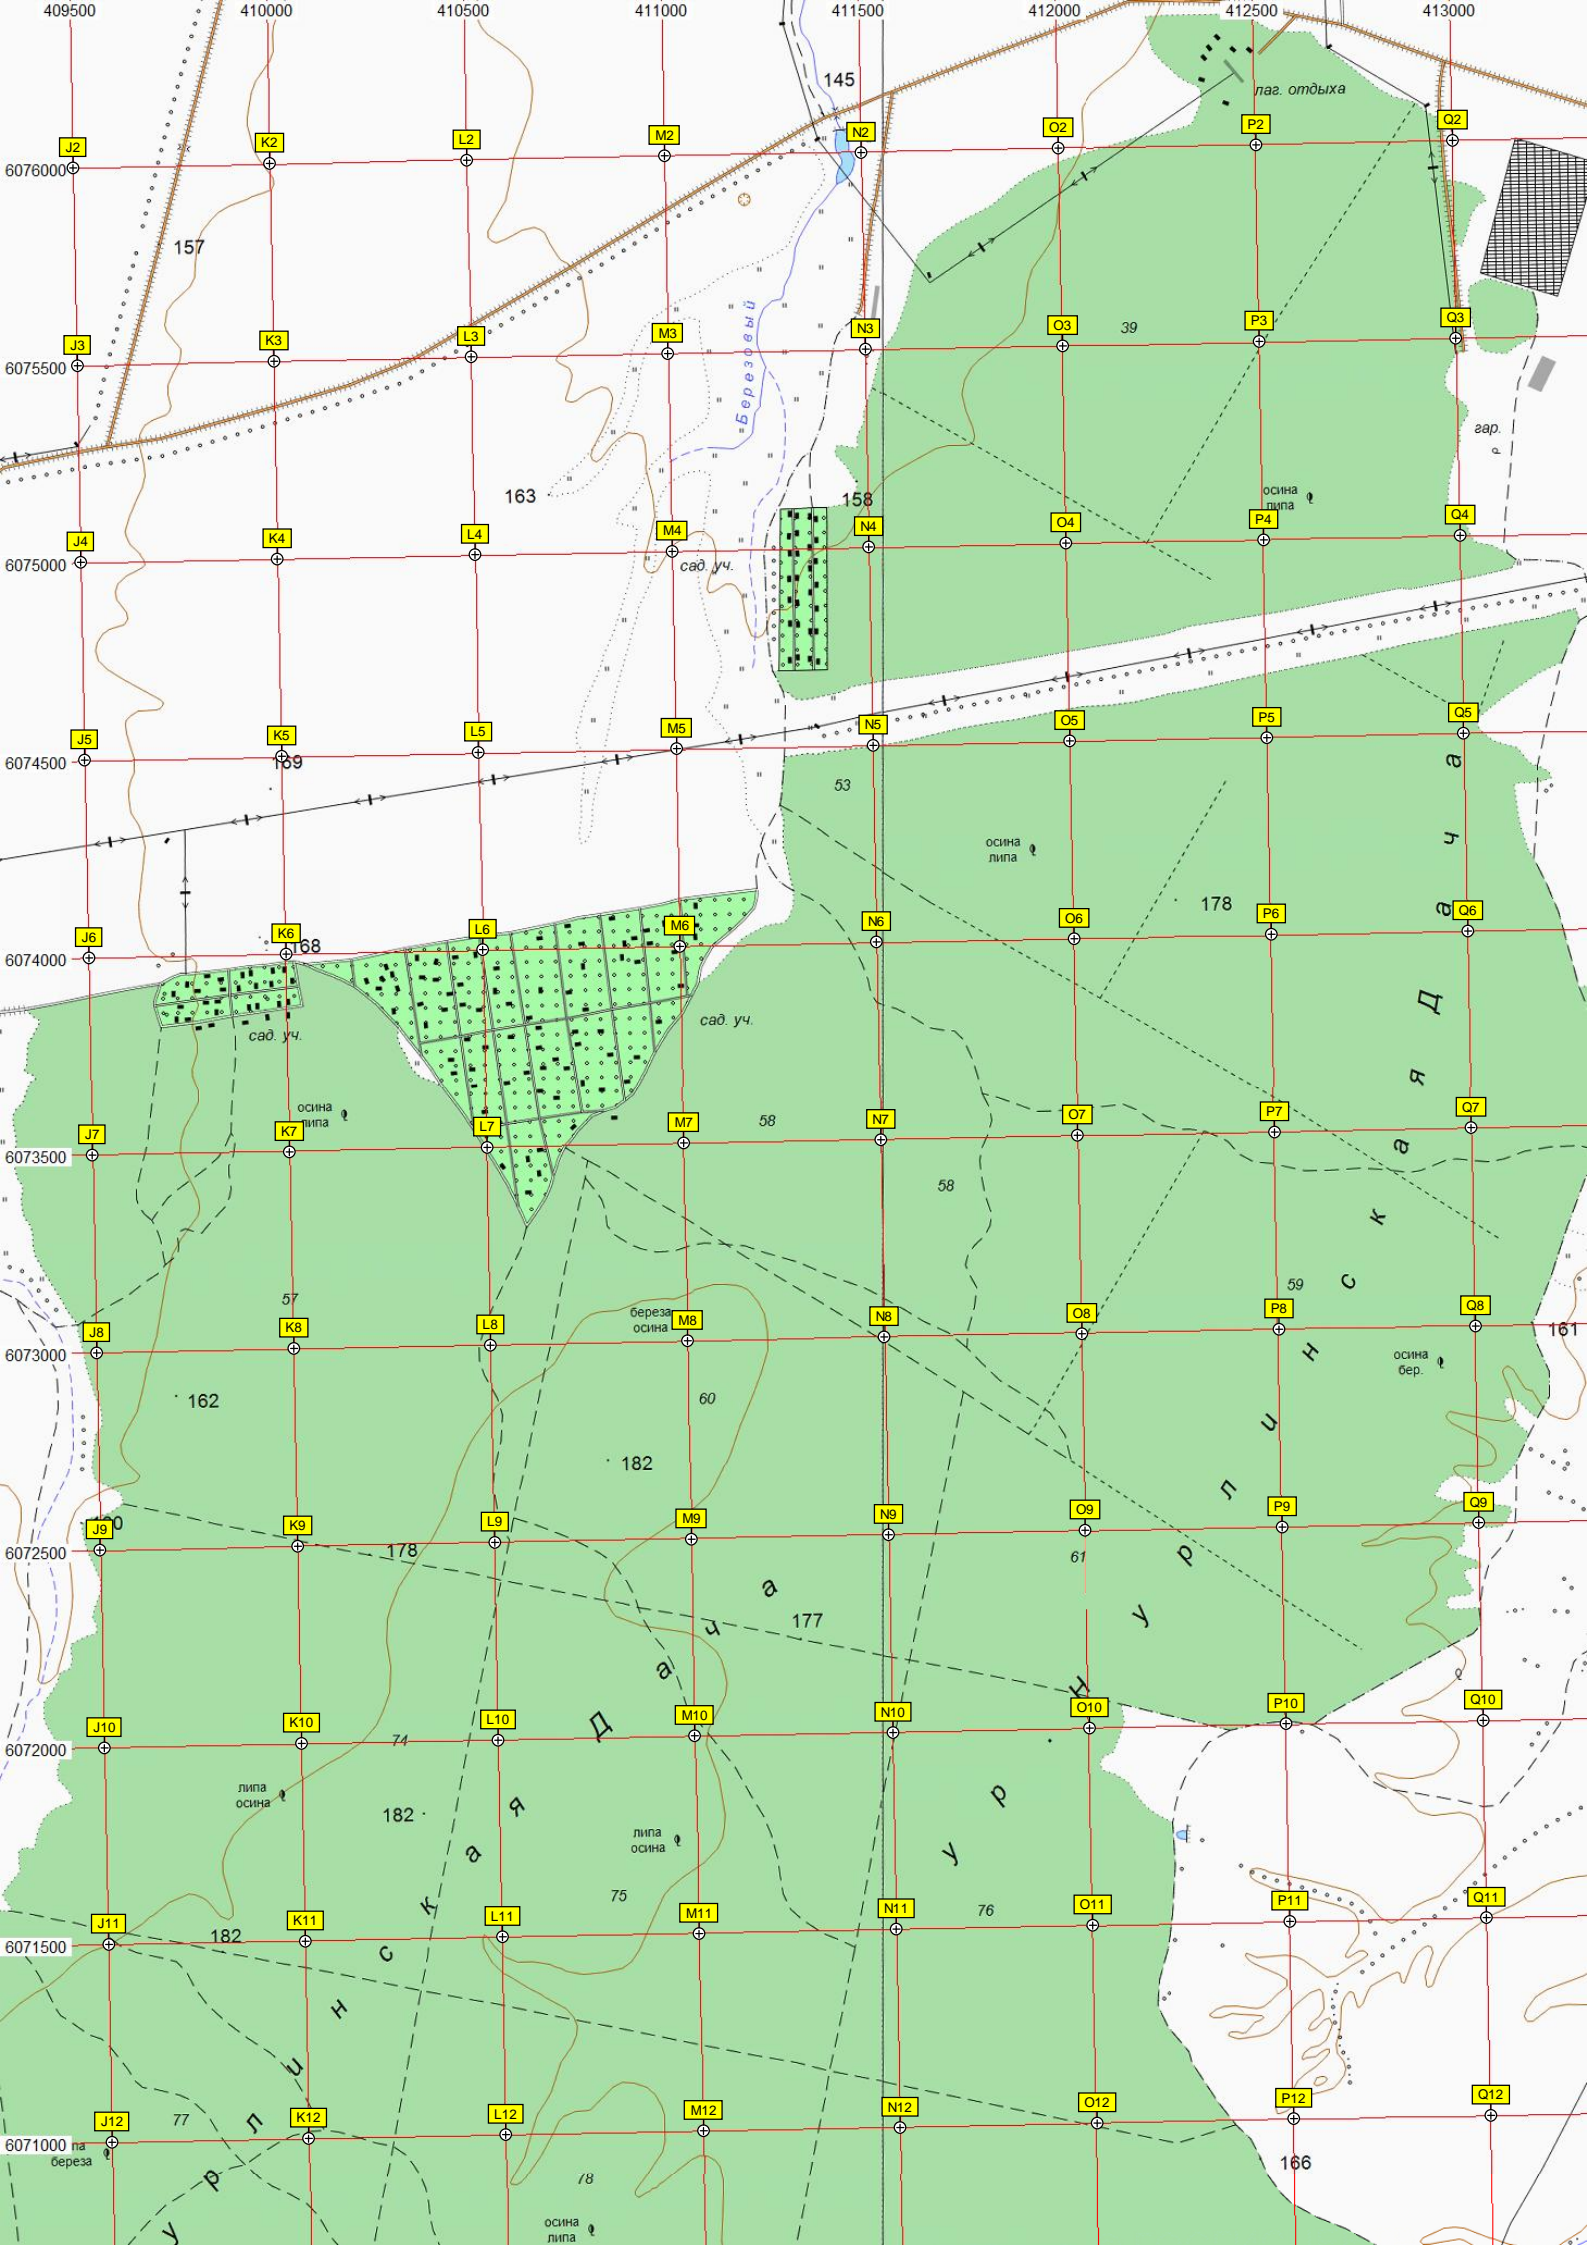 409500 410000 410500 411000 411500 412000 412500 413000
145
лаг. отдыха
J2 K2 L2 M2 N2 O2 P2 Q2
6076000
157
Березовый
J3 K3 L3 M3 N3 O3 P3 Q3
39
6075500
гар.
163
158
осина
липа
J4 K4 L4 M4 N4 O4 P4 Q4
6075000
сад. уч.
J5 K5 L5 M5 N5 O5 P5 Q5
6074500
169
53
осина
липа
178
J6 K6 L6 M6 N6 O6 P6 Q6
6074000
168
сад. уч.
сад. уч.
осина
липа
58
J7 K7 L7 M7 N7 O7 P7 Q7
6073500
58
57
59
береза
осина
J8 K8 L8 M8 N8 O8 P8 Q8
6073000
161
осина
бер.
162
60
182
J9 K9 L9 M9 N9 O9 P9 Q9
6072500
178
61
177
J10 K10 L10 M10 N10 O10 P10 Q10
6072000
74
липа
осина
182
липа
осина
75
76
J11 K11 L11 M11 N11 O11 P11 Q11
6071500
182
J12 K12 L12 M12 N12 O12 P12 Q12
6071000
77
па
береза
166
78
осина
липа
урлинская Дача
урнурлинская Дача